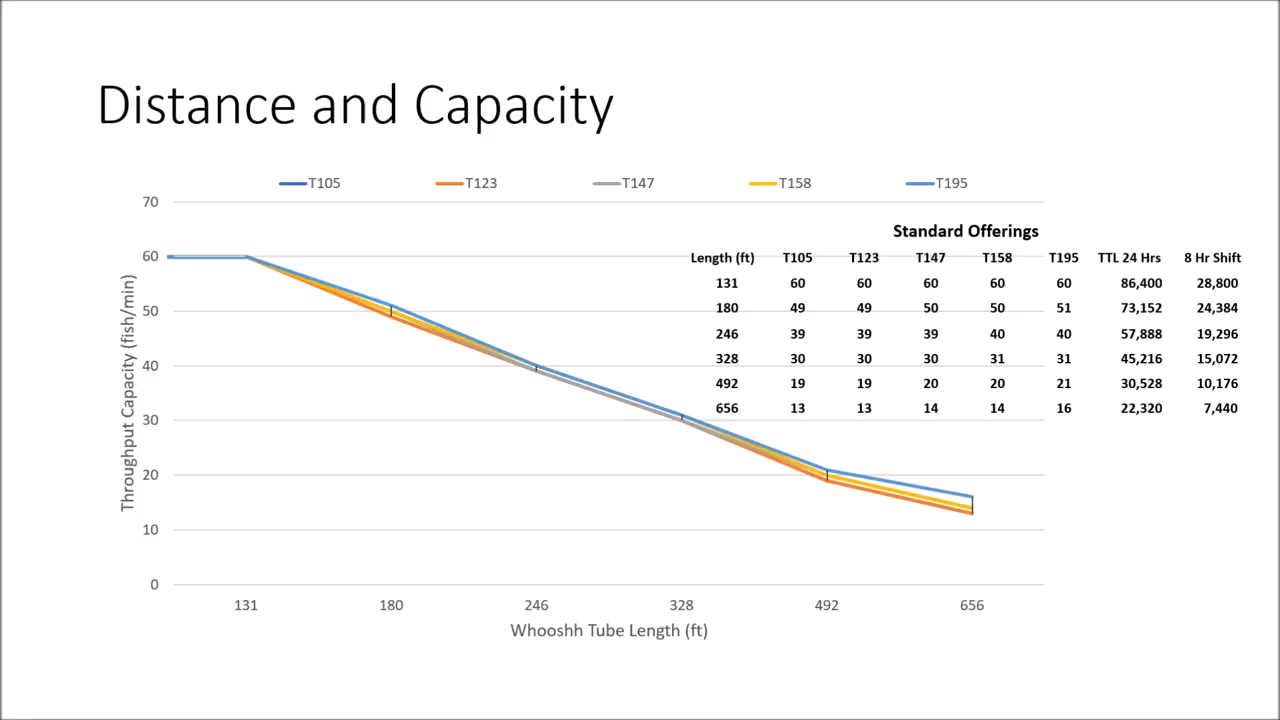 Distance and Capacity
T105 T123 T147 T158 T195
70
60
50
40
30
20
10
0
Throughput Capacity (fish/min)
131 180 246 328 492 656
Whooshh Tube Length (ft)
Standard Offerings
Length (ft) T105 T123 T147 T158 T195 TTL 24 Hrs 8 Hr Shift
131 60 60 60 60 60 86,400 28,800
180 49 49 50 50 51 73,152 24,384
246 39 39 39 40 40 57,888 19,296
328 30 30 30 31 31 45,216 15,072
492 19 19 20 20 21 30,528 10,176
656 13 13 14 14 16 22,320 7,440